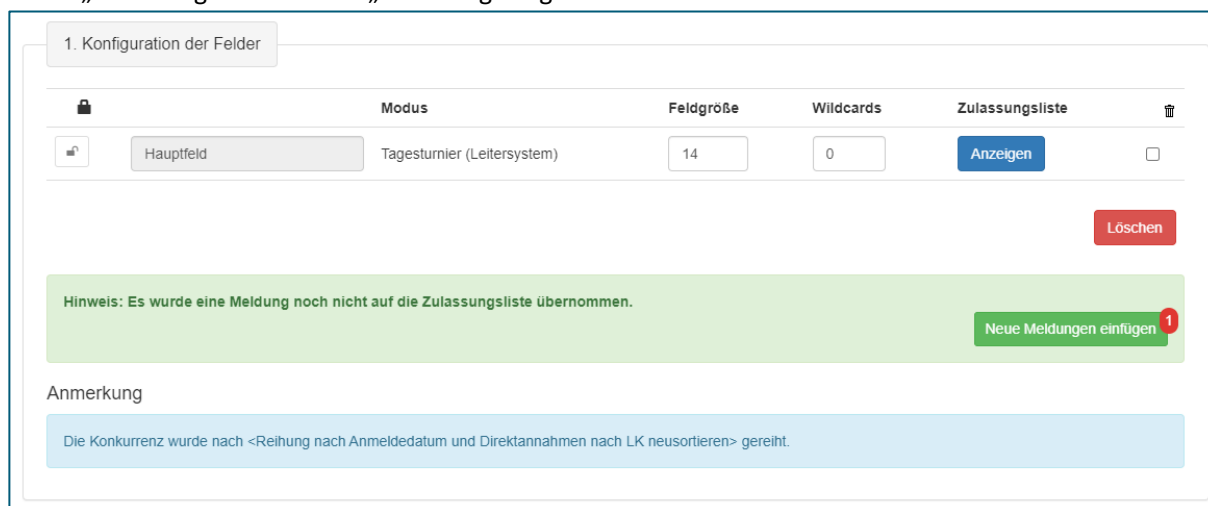 1. Konfiguration der Felder
Modus Feldgröße Wildcards Zulassungsliste
Hauptfeld Tagesturnier (Leitersystem) 14 0 Anzeigen
Löschen
Hinweis: Es wurde eine Meldung noch nicht auf die Zulassungsliste übernommen.
Neue Meldungen einfügen 1
Anmerkung
Die Konkurrenz wurde nach <Reihung nach Anmeldedatum und Direktannahmen nach LK neusortieren> gereiht.